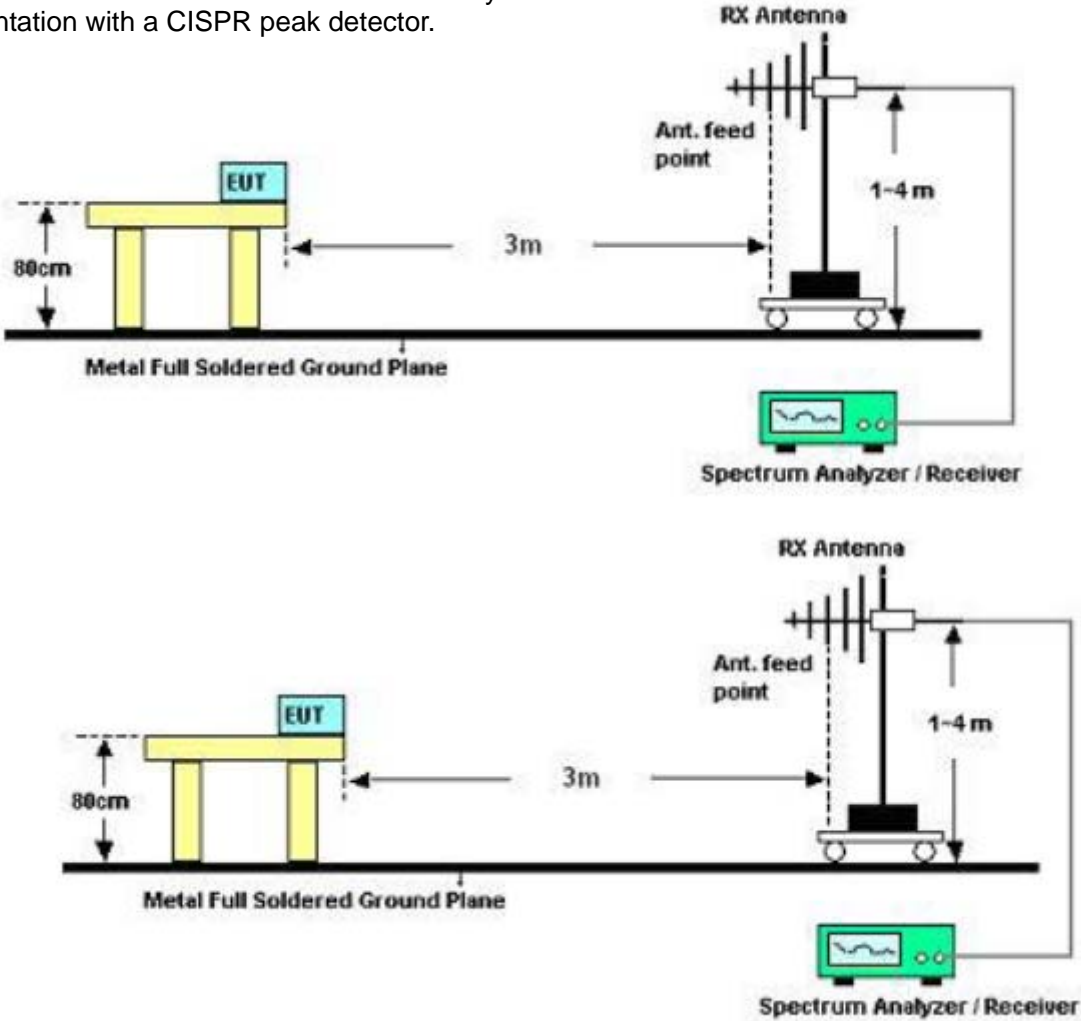 ntation with a CISPR peak detector.
RX Antenna
Ant. feed
point
EUT
1~4 m
3m
80cm
Metal Full Soldered Ground Plane
Spectrum Analyzer / Receiver
RX Antenna
Ant. feed
point
EUT
1~4 m
3m
80cm
Metal Full Soldered Ground Plane
Spectrum Analyzer / Receiver